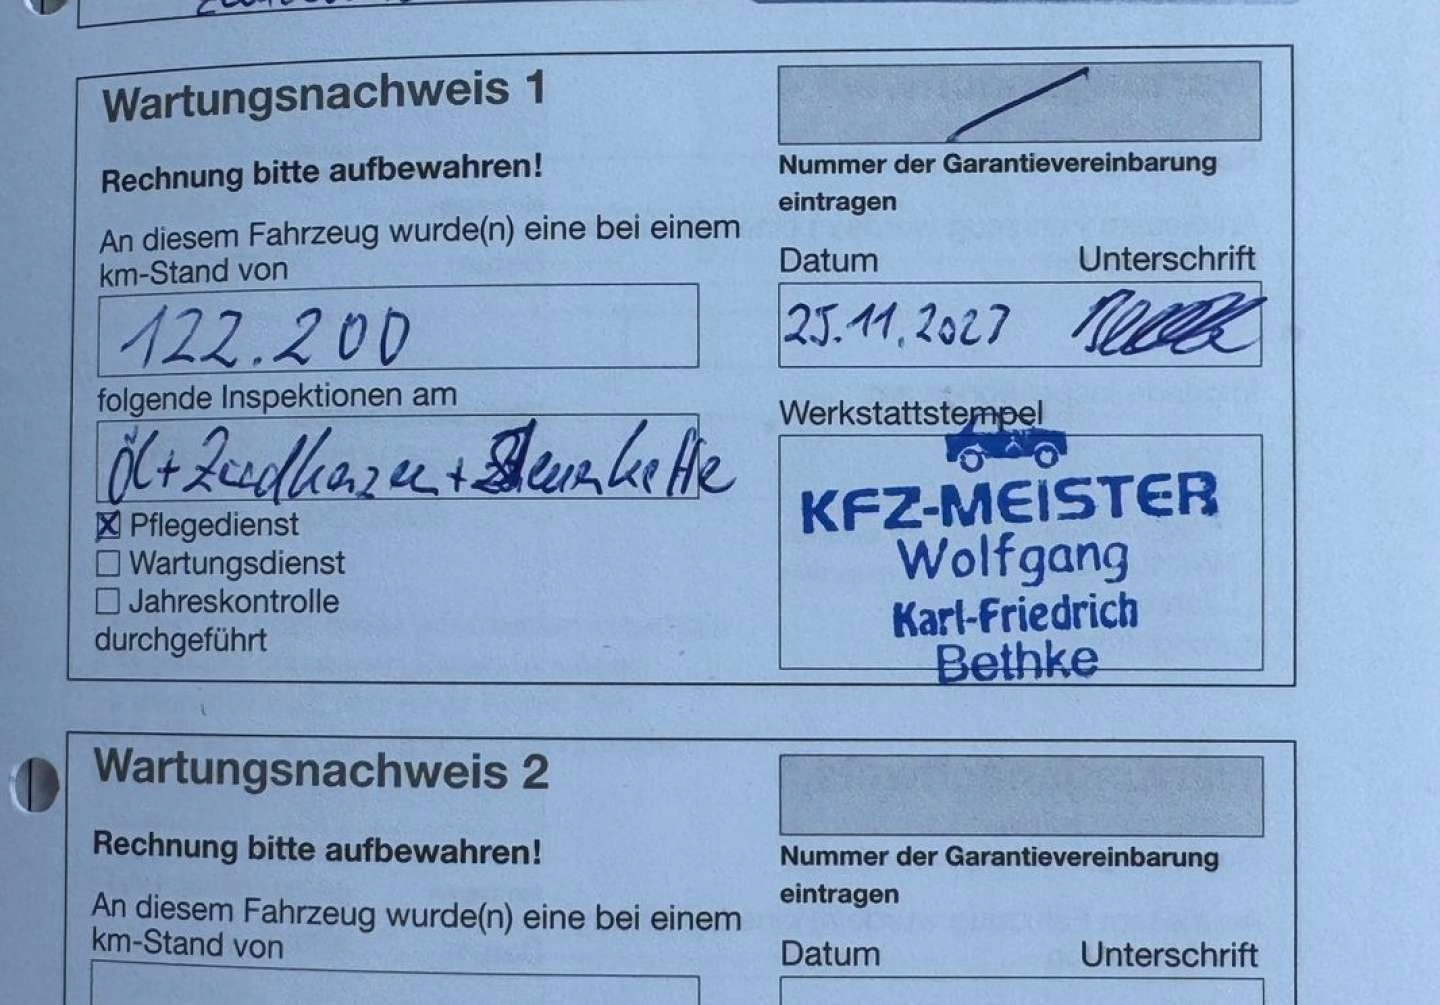 Wartungsnachweis 1
Rechnung bitte aufbewahren!
An diesem Fahrzeug wurde(n) eine bei einem
km-Stand von
122.200
folgende Inspektionen am
Öl + Zündkerzen + Steuerkette
Pflegedienst
Wartungsdienst
Jahreskontrolle
durchgeführt
Nummer der Garantievereinbarung
eintragen
Datum Unterschrift
25.11.2023
Werkstattstempel
KFZ-MEISTER
Wolfgang
Karl-Friedrich
Bethke
Wartungsnachweis 2
Rechnung bitte aufbewahren!
An diesem Fahrzeug wurde(n) eine bei einem
km-Stand von
Nummer der Garantievereinbarung
eintragen
Datum Unterschrift